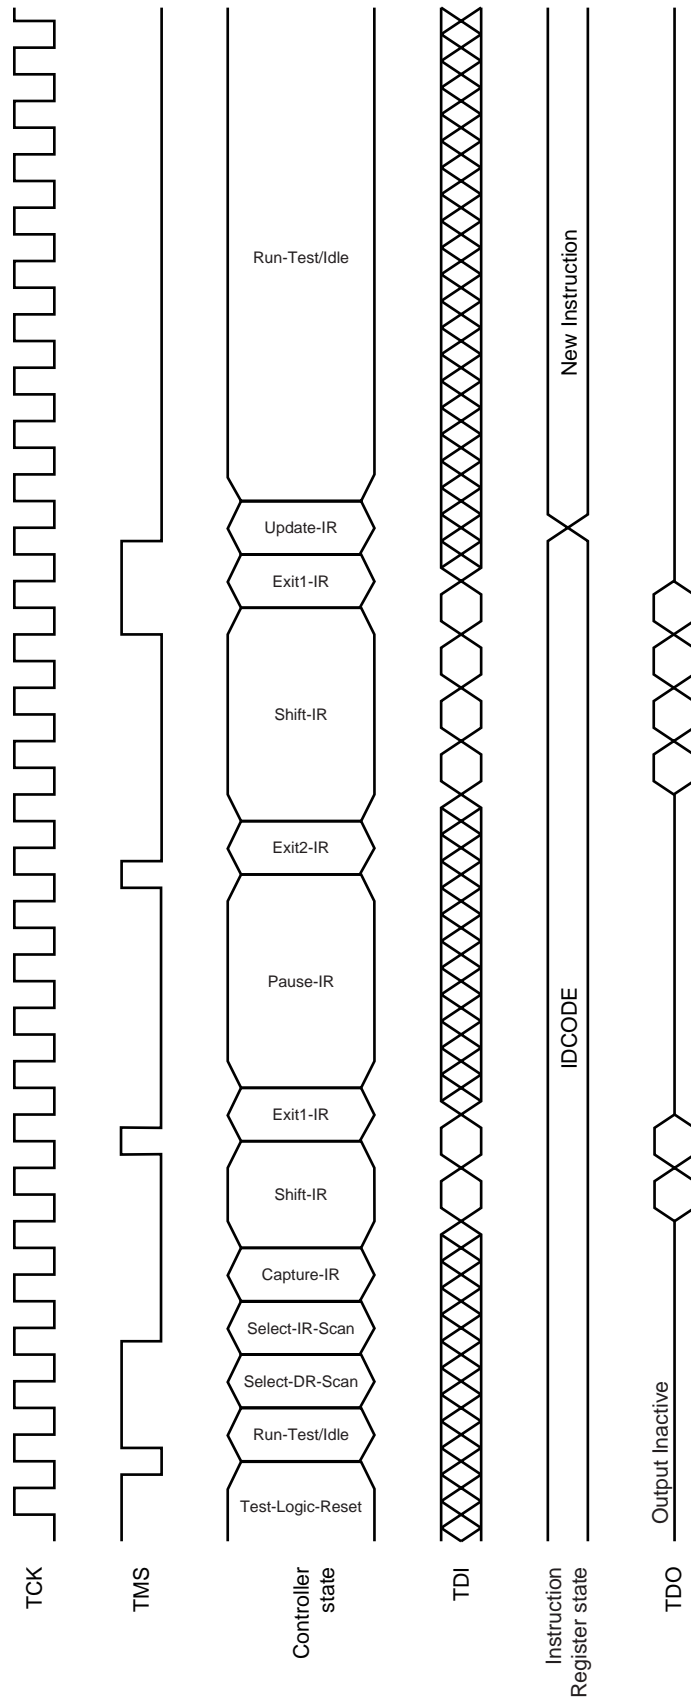 TCK
TMS
Controller
state
TDI
Instruction
Register state
TDO
Test-Logic-Reset
Run-Test/Idle
Select-DR-Scan
Select-IR-Scan
Capture-IR
Shift-IR
Exit1-IR
Pause-IR
Exit2-IR
Shift-IR
Exit1-IR
Update-IR
Run-Test/Idle
IDCODE
New Instruction
Output Inactive